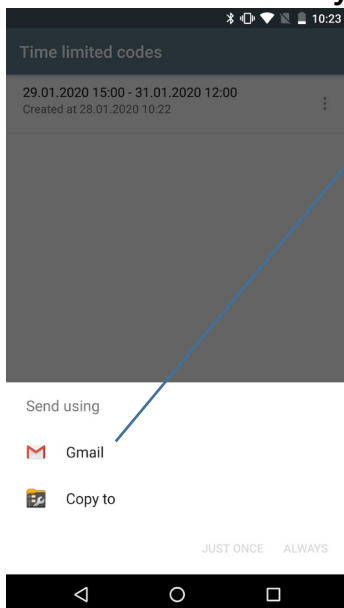 10:23
Time limited codes
29.01.2020 15:00 - 31.01.2020 12:00
Created at 28.01.2020 10:22
Send using
Gmail
Copy to
JUST ONCE ALWAYS